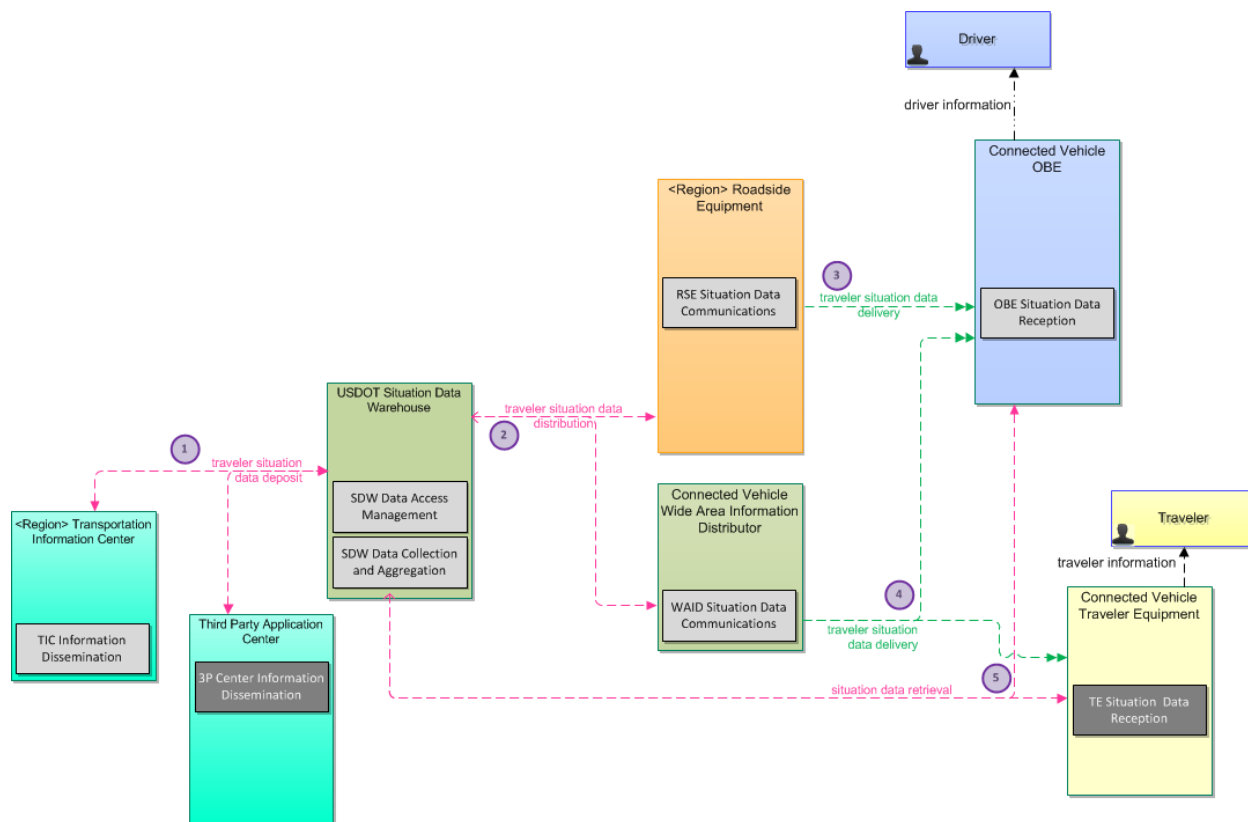 Driver
driver information
Connected Vehicle
OBE
<Region> Roadside
Equipment
3
RSE Situation Data
Communications
traveler situation data
delivery
OBE Situation Data
Reception
USDOT Situation Data
Warehouse
traveler situation data
distribution
2
1
traveler situation
data deposit
SDW Data Access
Management
SDW Data Collection
and Aggregation
Connected Vehicle
Wide Area Information
Distributor
Traveler
<Region> Transportation
Information Center
traveler information
4
WAID Situation Data
Communications
traveler situation
data delivery
Connected Vehicle
Traveler Equipment
TIC Information
Dissemination
Third Party Application
Center
3P Center Information
Dissemination
5
situation data retrieval
TE Situation Data
Reception